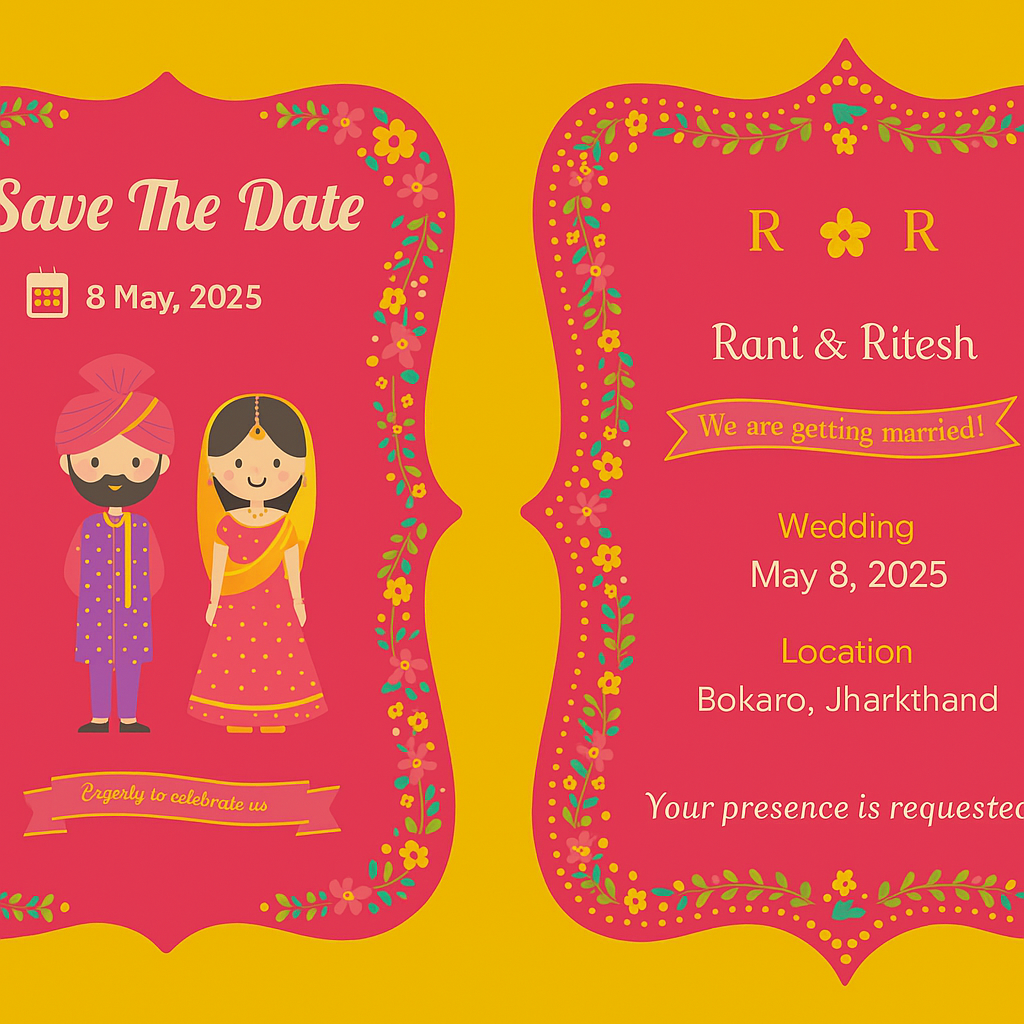 Save The Date
8 May, 2025
Ergerly to celebrate us
R R
Rani & Ritesh
We are getting married!
Wedding
May 8, 2025
Location
Bokaro, Jharkthand
Your presence is requested